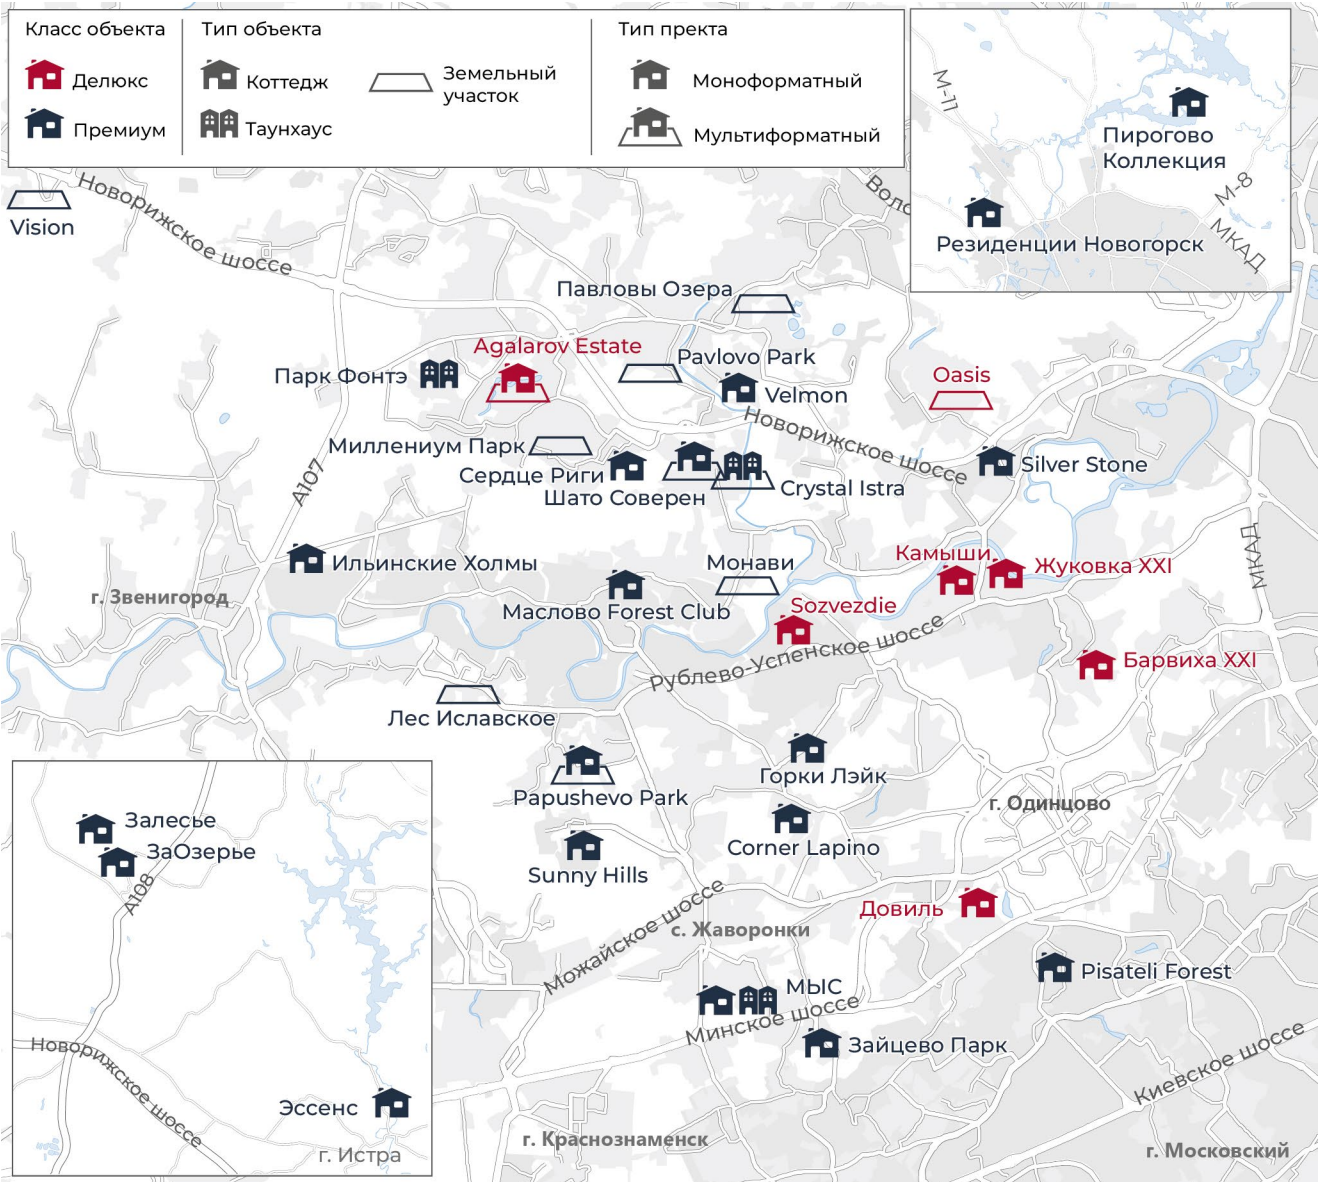 Класс объекта
Тип объекта
Тип пректа
Делюкс
Премиум
Коттедж
Таунхаус
Земельный
участок
Моноформатный
Мультиформатный
М-11
Пирогово
Коллекция
М-8
МКАД
Резиденции Новогорск
Vision
Новорижское шоссе
Воло
Павловы Озера
Agalarov Estate
Парк Фонтэ
Pavlovo Park
Velmon
Oasis
Новорижское шоссе
Миллениум Парк
Сердце Риги
Шато Соверен
Crystal Istra
Silver Stone
А107
Ильинские Холмы
Монави
Камыши
Жуковка XXI
МКАД
г. Звенигород
Маслово Forest Club
Sozvezdie
Рублево-Успенское шоссе
Барвиха XXI
Лес Иславское
Papushevo Park
Горки Лэйк
г. Одинцово
Corner Lapino
Sunny Hills
Залесье
ЗаОзерье
А108
Новорижское шоссе
Эссенс
г. Истра
Довиль
Можайское шоссе
с. Жаворонки
Pisateli Forest
МЫС
Минское шоссе
Зайцево Парк
Киевское шоссе
г. Краснознаменск
г. Московский